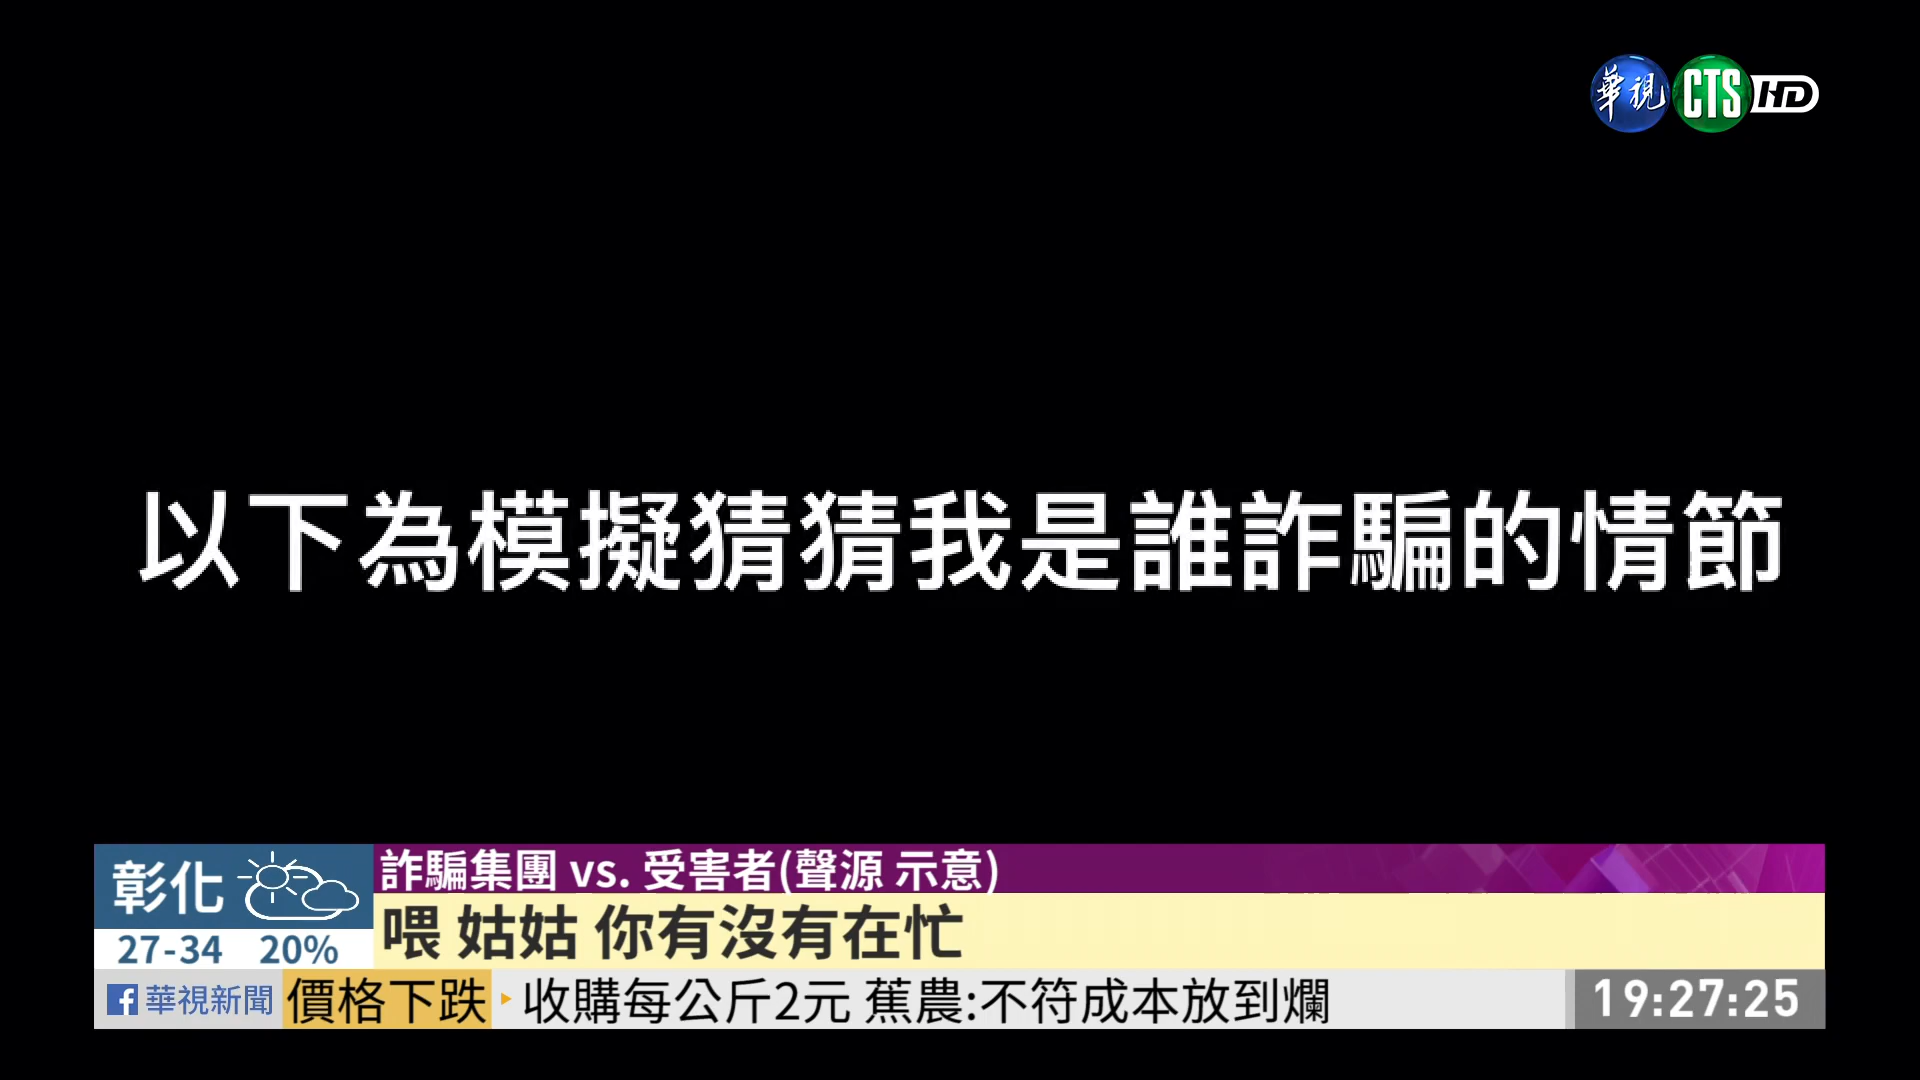 華視 CTS HD
以下為模擬猜猜我是誰詐騙的情節
彰化
27-34 20%
詐騙集團 vs. 受害者(聲源 示意)
喂 姑姑 你有沒有在忙
華視新聞 價格下跌 收購每公斤2元 蕉農:不符成本放到爛 19:27:25